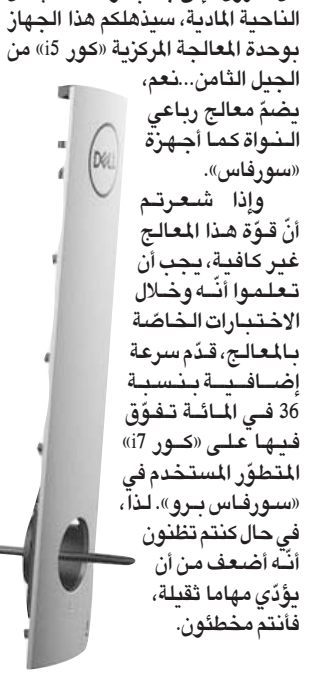 الناحية المادية، سيذهلكم هذا الجهاز
بوحدة المعالجة المركزية «كور i5» من
الجيل الثامن...نعم،
يضمّ معالج رباعي
النواة كما أجهزة
«سورفاس».
وإذا شعرتم
أنّ قوّة هذا المعالج
غير كافية، يجب أن
تعلموا أنّه وخلال
الاختبارات الخاصّة
بالمعالج، قدّم سرعة
إضافية بنسبة
36 في المائة تفوّق
فيها على «كور i7»
المتطوّر المستخدم في
«سورفاس برو». لذا،
في حال كنتم تظنون
أنّه أضعف من أن
يؤدّي مهاما ثقيلة،
فأنتم مخطئون.
DELL